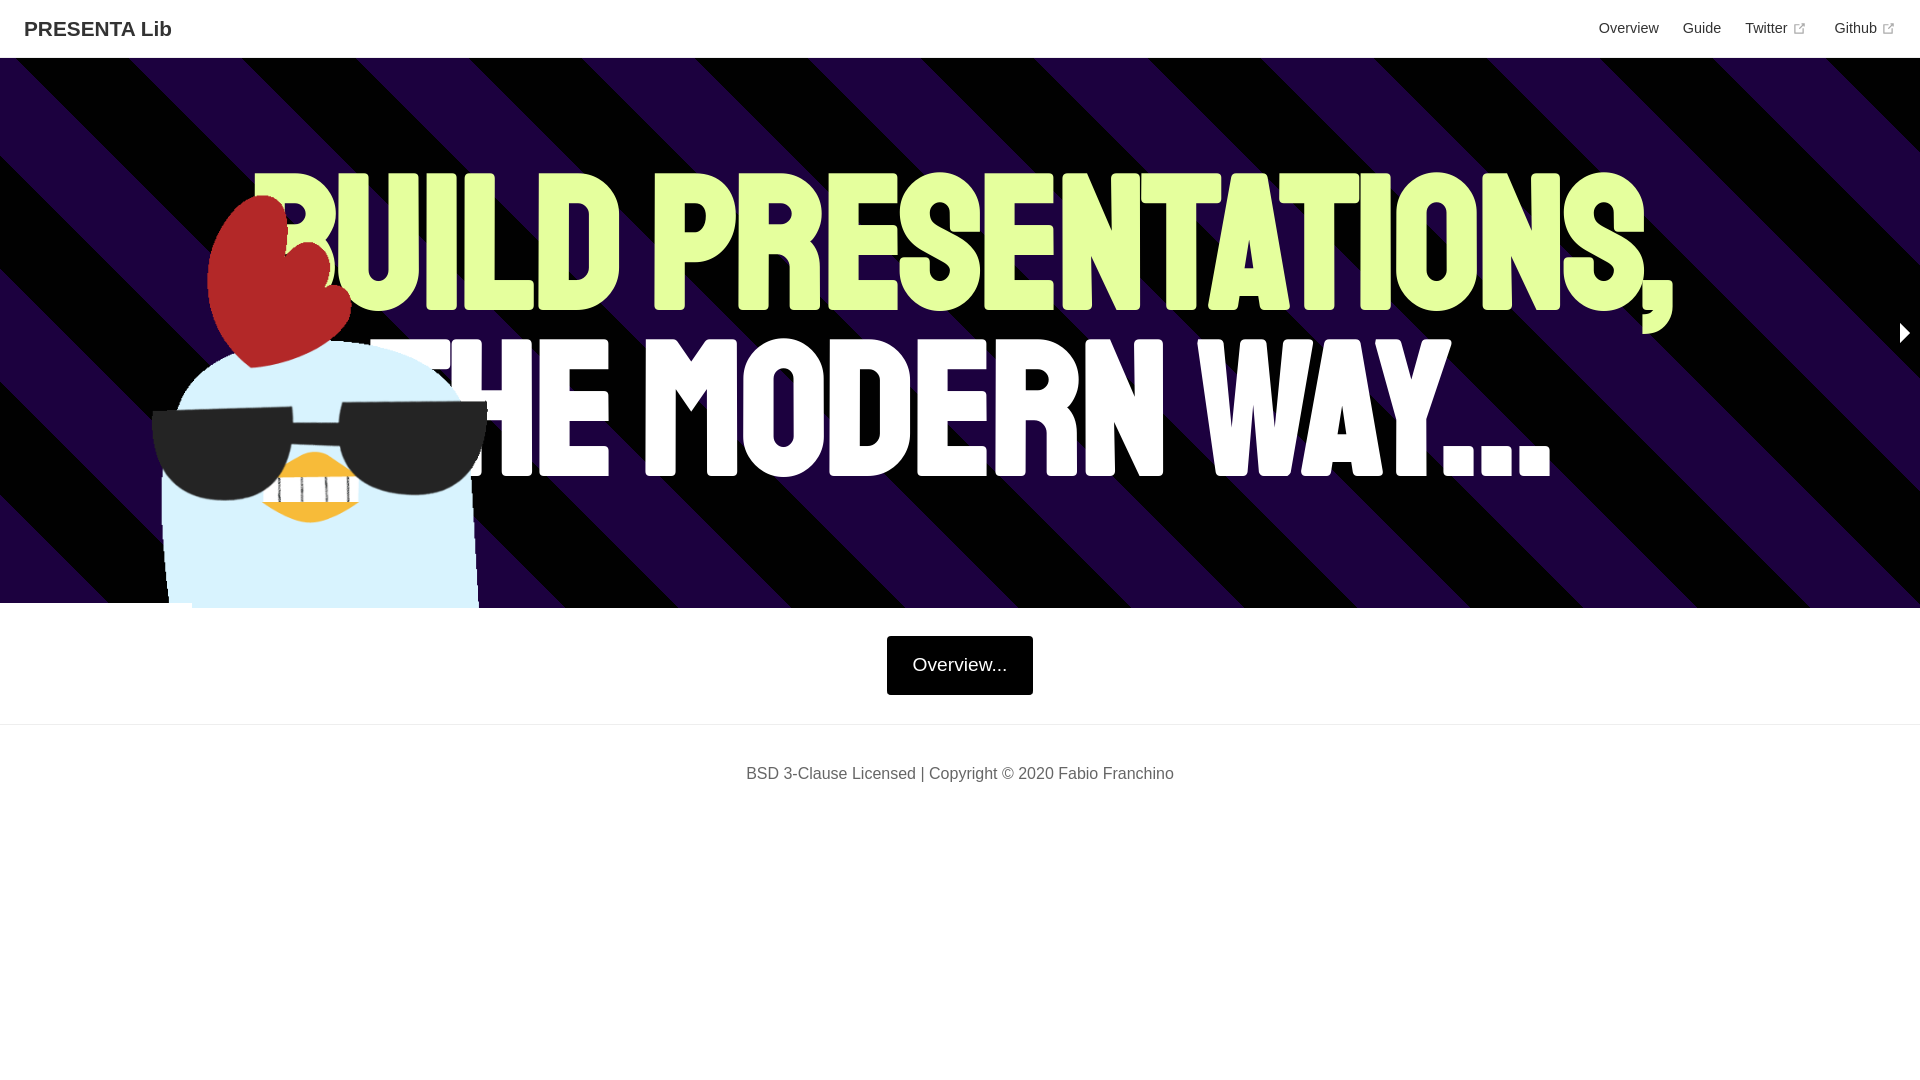 PRESENTA Lib
Overview Guide Twitter Github
BUILD PRESENTATIONS,
THE MODERN WAY...
Overview...
BSD 3-Clause Licensed | Copyright © 2020 Fabio Franchino